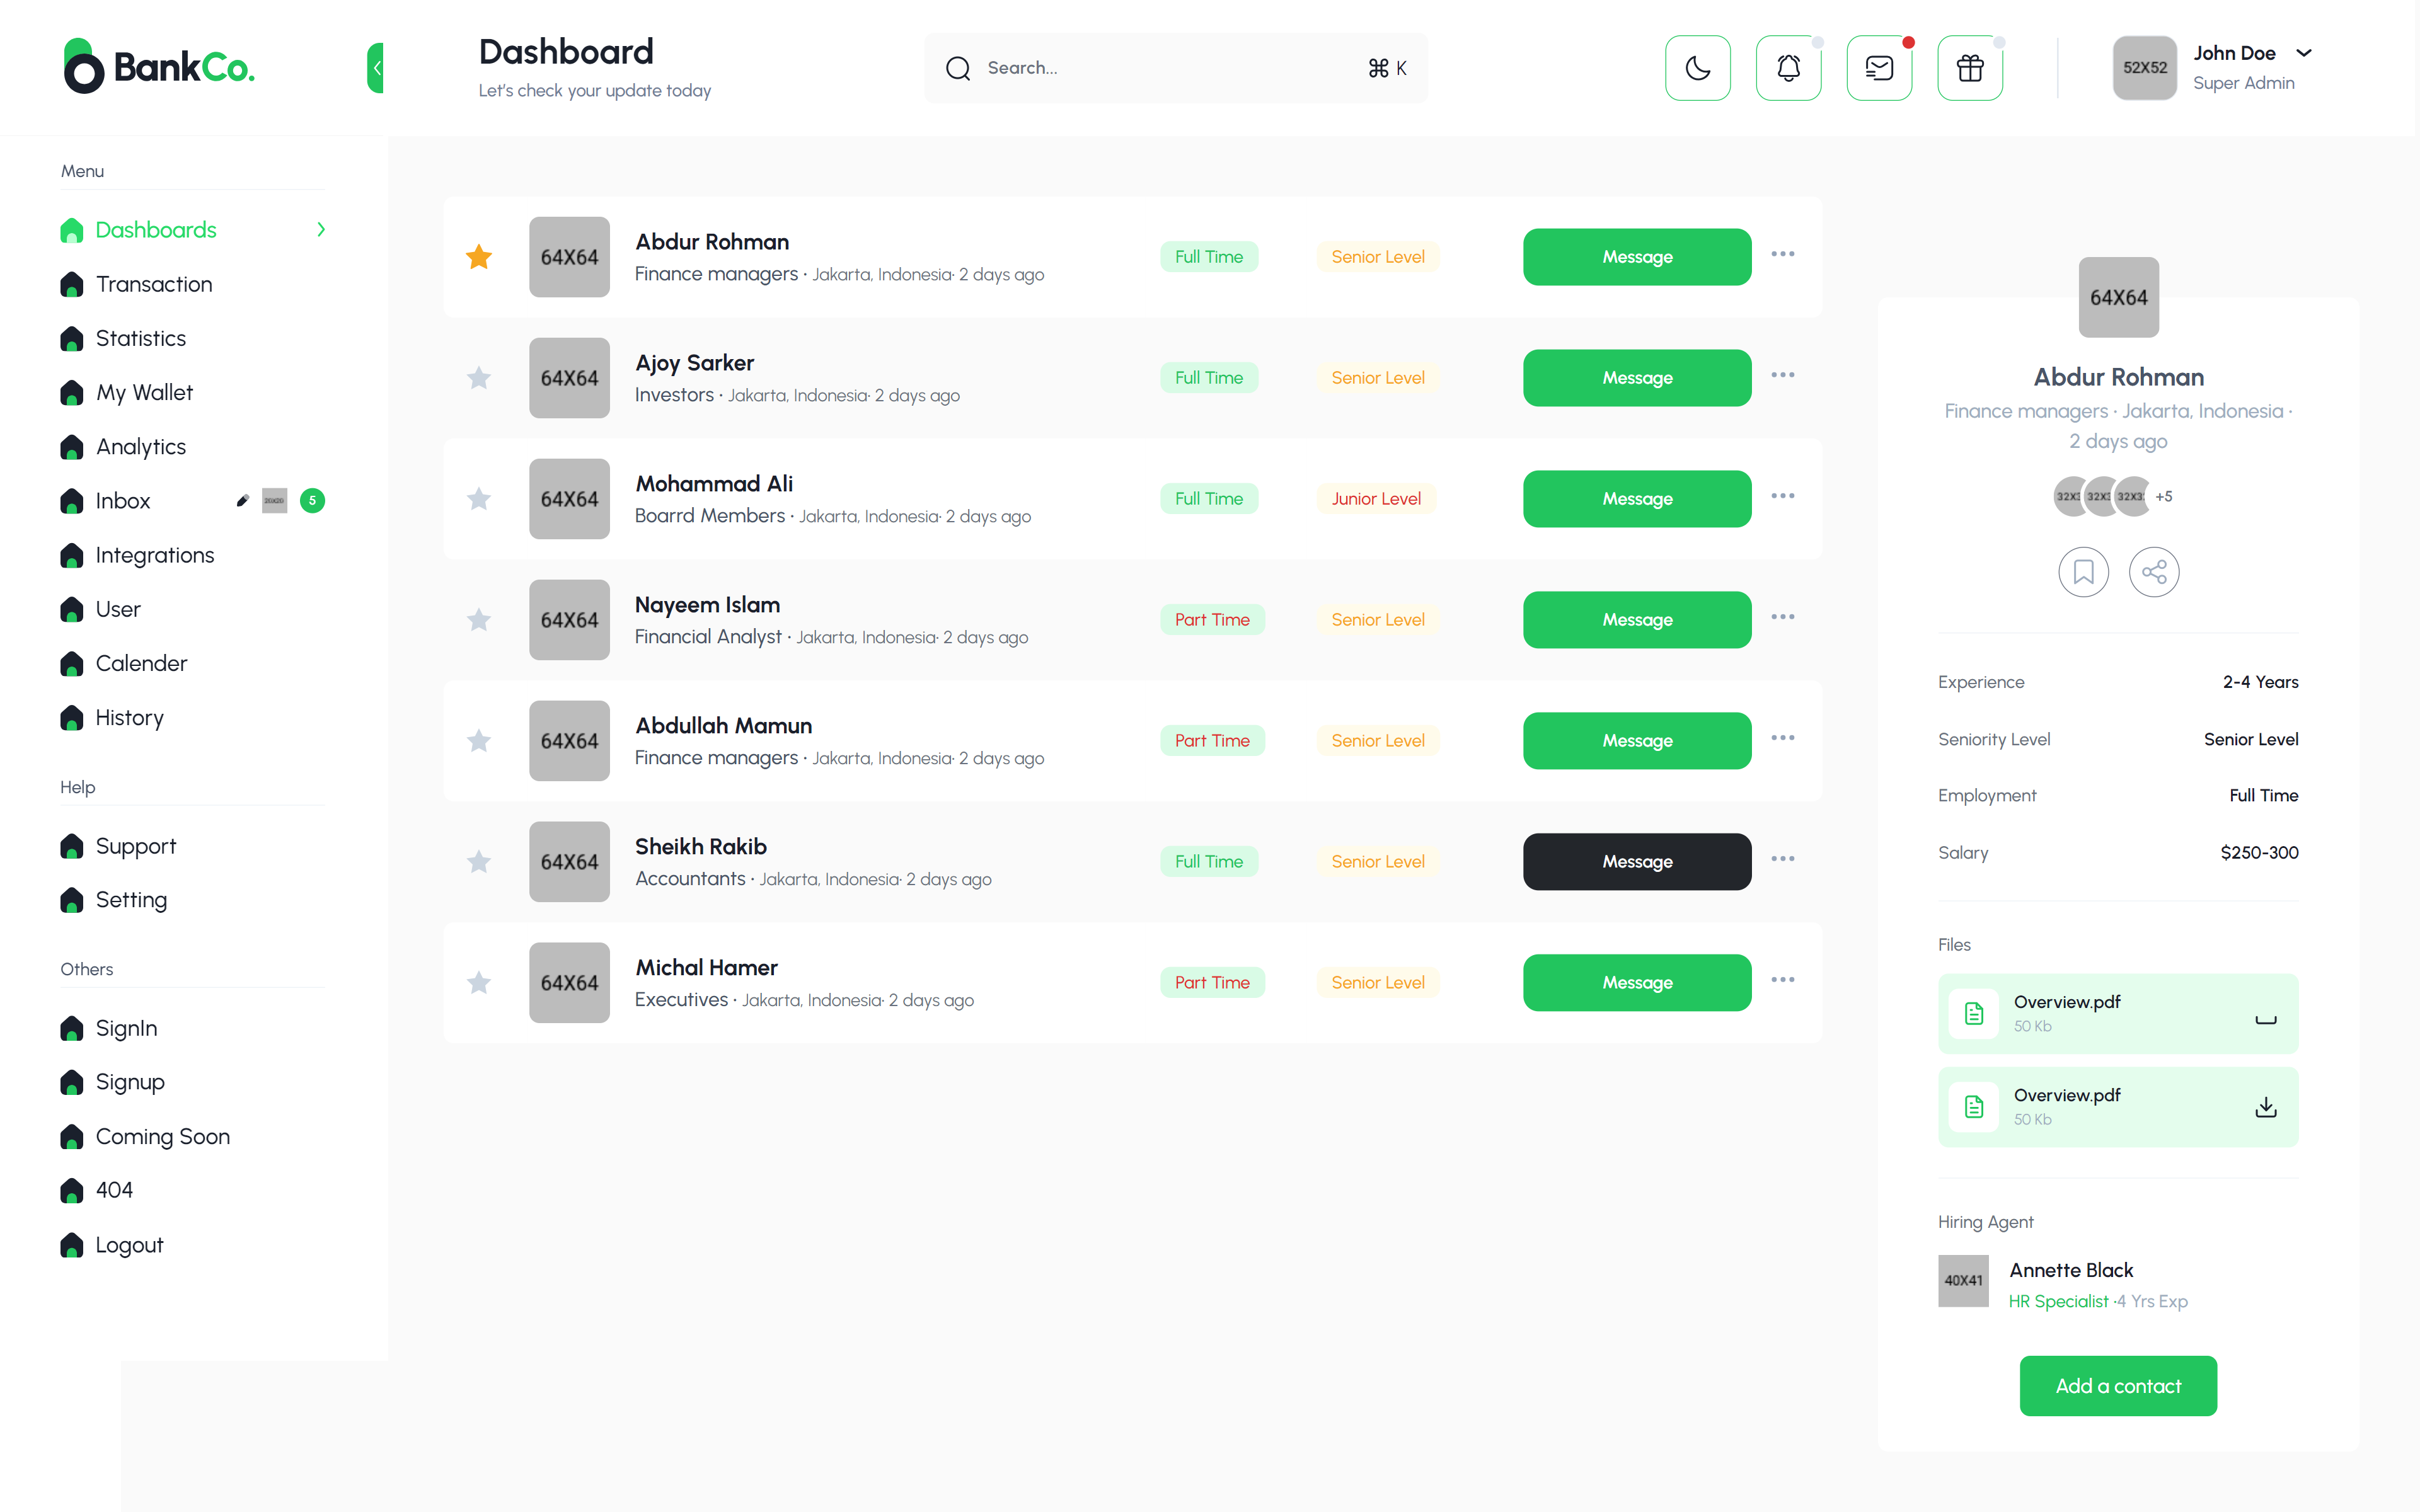 BankCo.
Dashboard
Let's check your update today
Search...
⌘ K
52X52
John Doe
Super Admin
Menu
Dashboards
Transaction
Statistics
My Wallet
Analytics
Inbox
5
Integrations
User
Calender
History
Help
Support
Setting
Others
SignIn
Signup
Coming Soon
404
Logout
64X64
Abdur Rohman
Finance managers · Jakarta, Indonesia· 2 days ago
Full Time
Senior Level
Message
64X64
Ajoy Sarker
Investors · Jakarta, Indonesia· 2 days ago
Full Time
Senior Level
Message
64X64
Mohammad Ali
Boarrd Members · Jakarta, Indonesia· 2 days ago
Full Time
Junior Level
Message
64X64
Nayeem Islam
Financial Analyst · Jakarta, Indonesia· 2 days ago
Part Time
Senior Level
Message
64X64
Abdullah Mamun
Finance managers · Jakarta, Indonesia· 2 days ago
Part Time
Senior Level
Message
64X64
Sheikh Rakib
Accountants · Jakarta, Indonesia· 2 days ago
Full Time
Senior Level
Message
64X64
Michal Hamer
Executives · Jakarta, Indonesia· 2 days ago
Part Time
Senior Level
Message
64X64
Abdur Rohman
Finance managers · Jakarta, Indonesia ·
2 days ago
+5
Experience 2-4 Years
Seniority Level Senior Level
Employment Full Time
Salary $250-300
Files
Overview.pdf
50 Kb
Overview.pdf
50 Kb
Hiring Agent
40X41
Annette Black
HR Specialist ·4 Yrs Exp
Add a contact